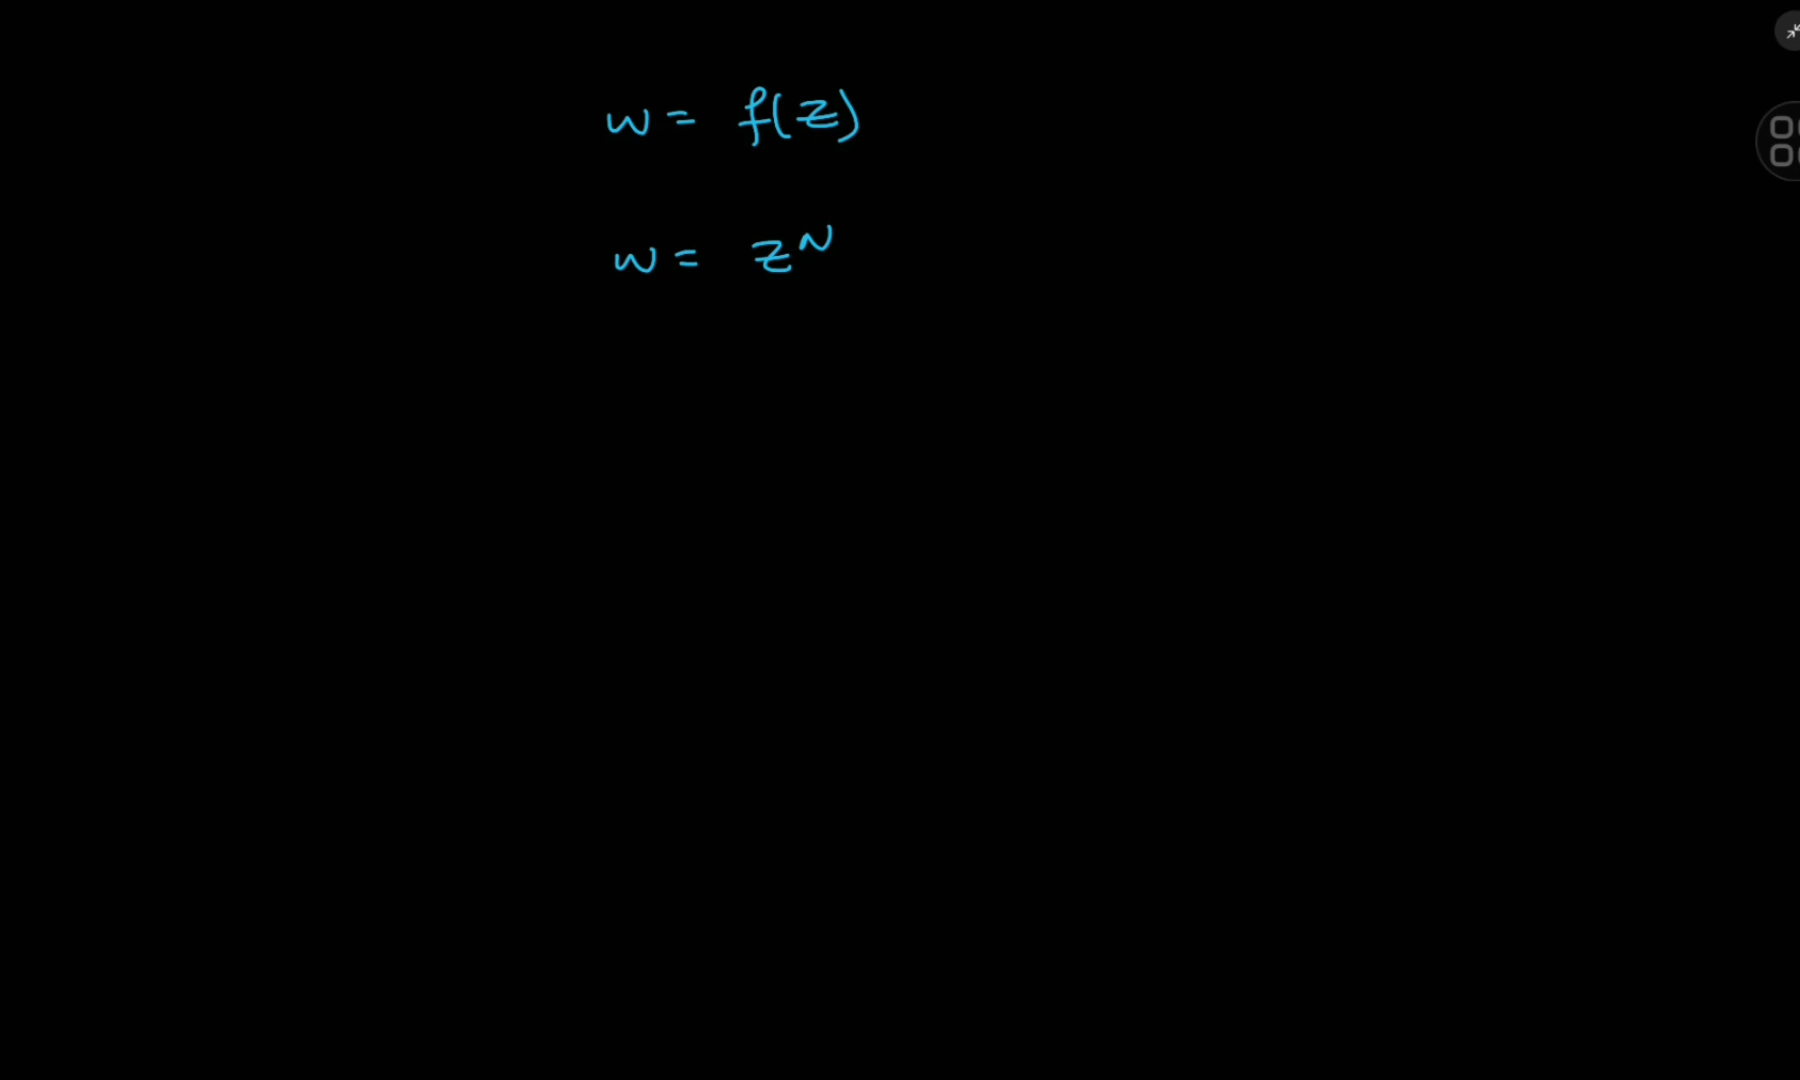 w = f(z)
w = z^N